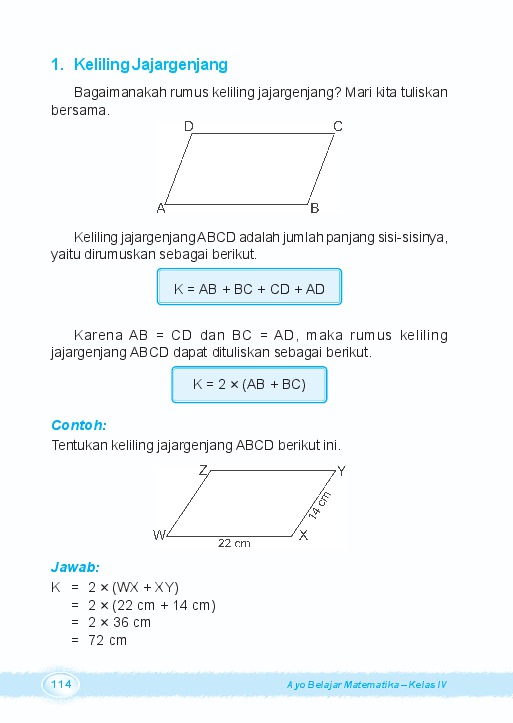 1. Keliling Jajargenjang
Bagaimanakah rumus keliling jajargenjang? Mari kita tuliskan
bersama.
D C
A B
Keliling jajargenjang ABCD adalah jumlah panjang sisi-sisinya,
yaitu dirumuskan sebagai berikut.
K = AB + BC + CD + AD
Karena AB = CD dan BC = AD, maka rumus keliling
jajargenjang ABCD dapat dituliskan sebagai berikut.
K = 2 × (AB + BC)
Contoh:
Tentukan keliling jajargenjang ABCD berikut ini.
Z Y
14 cm
W X
22 cm
Jawab:
K = 2 × (WX + XY)
= 2 × (22 cm + 14 cm)
= 2 × 36 cm
= 72 cm
114 Ayo Belajar Matematika – Kelas IV